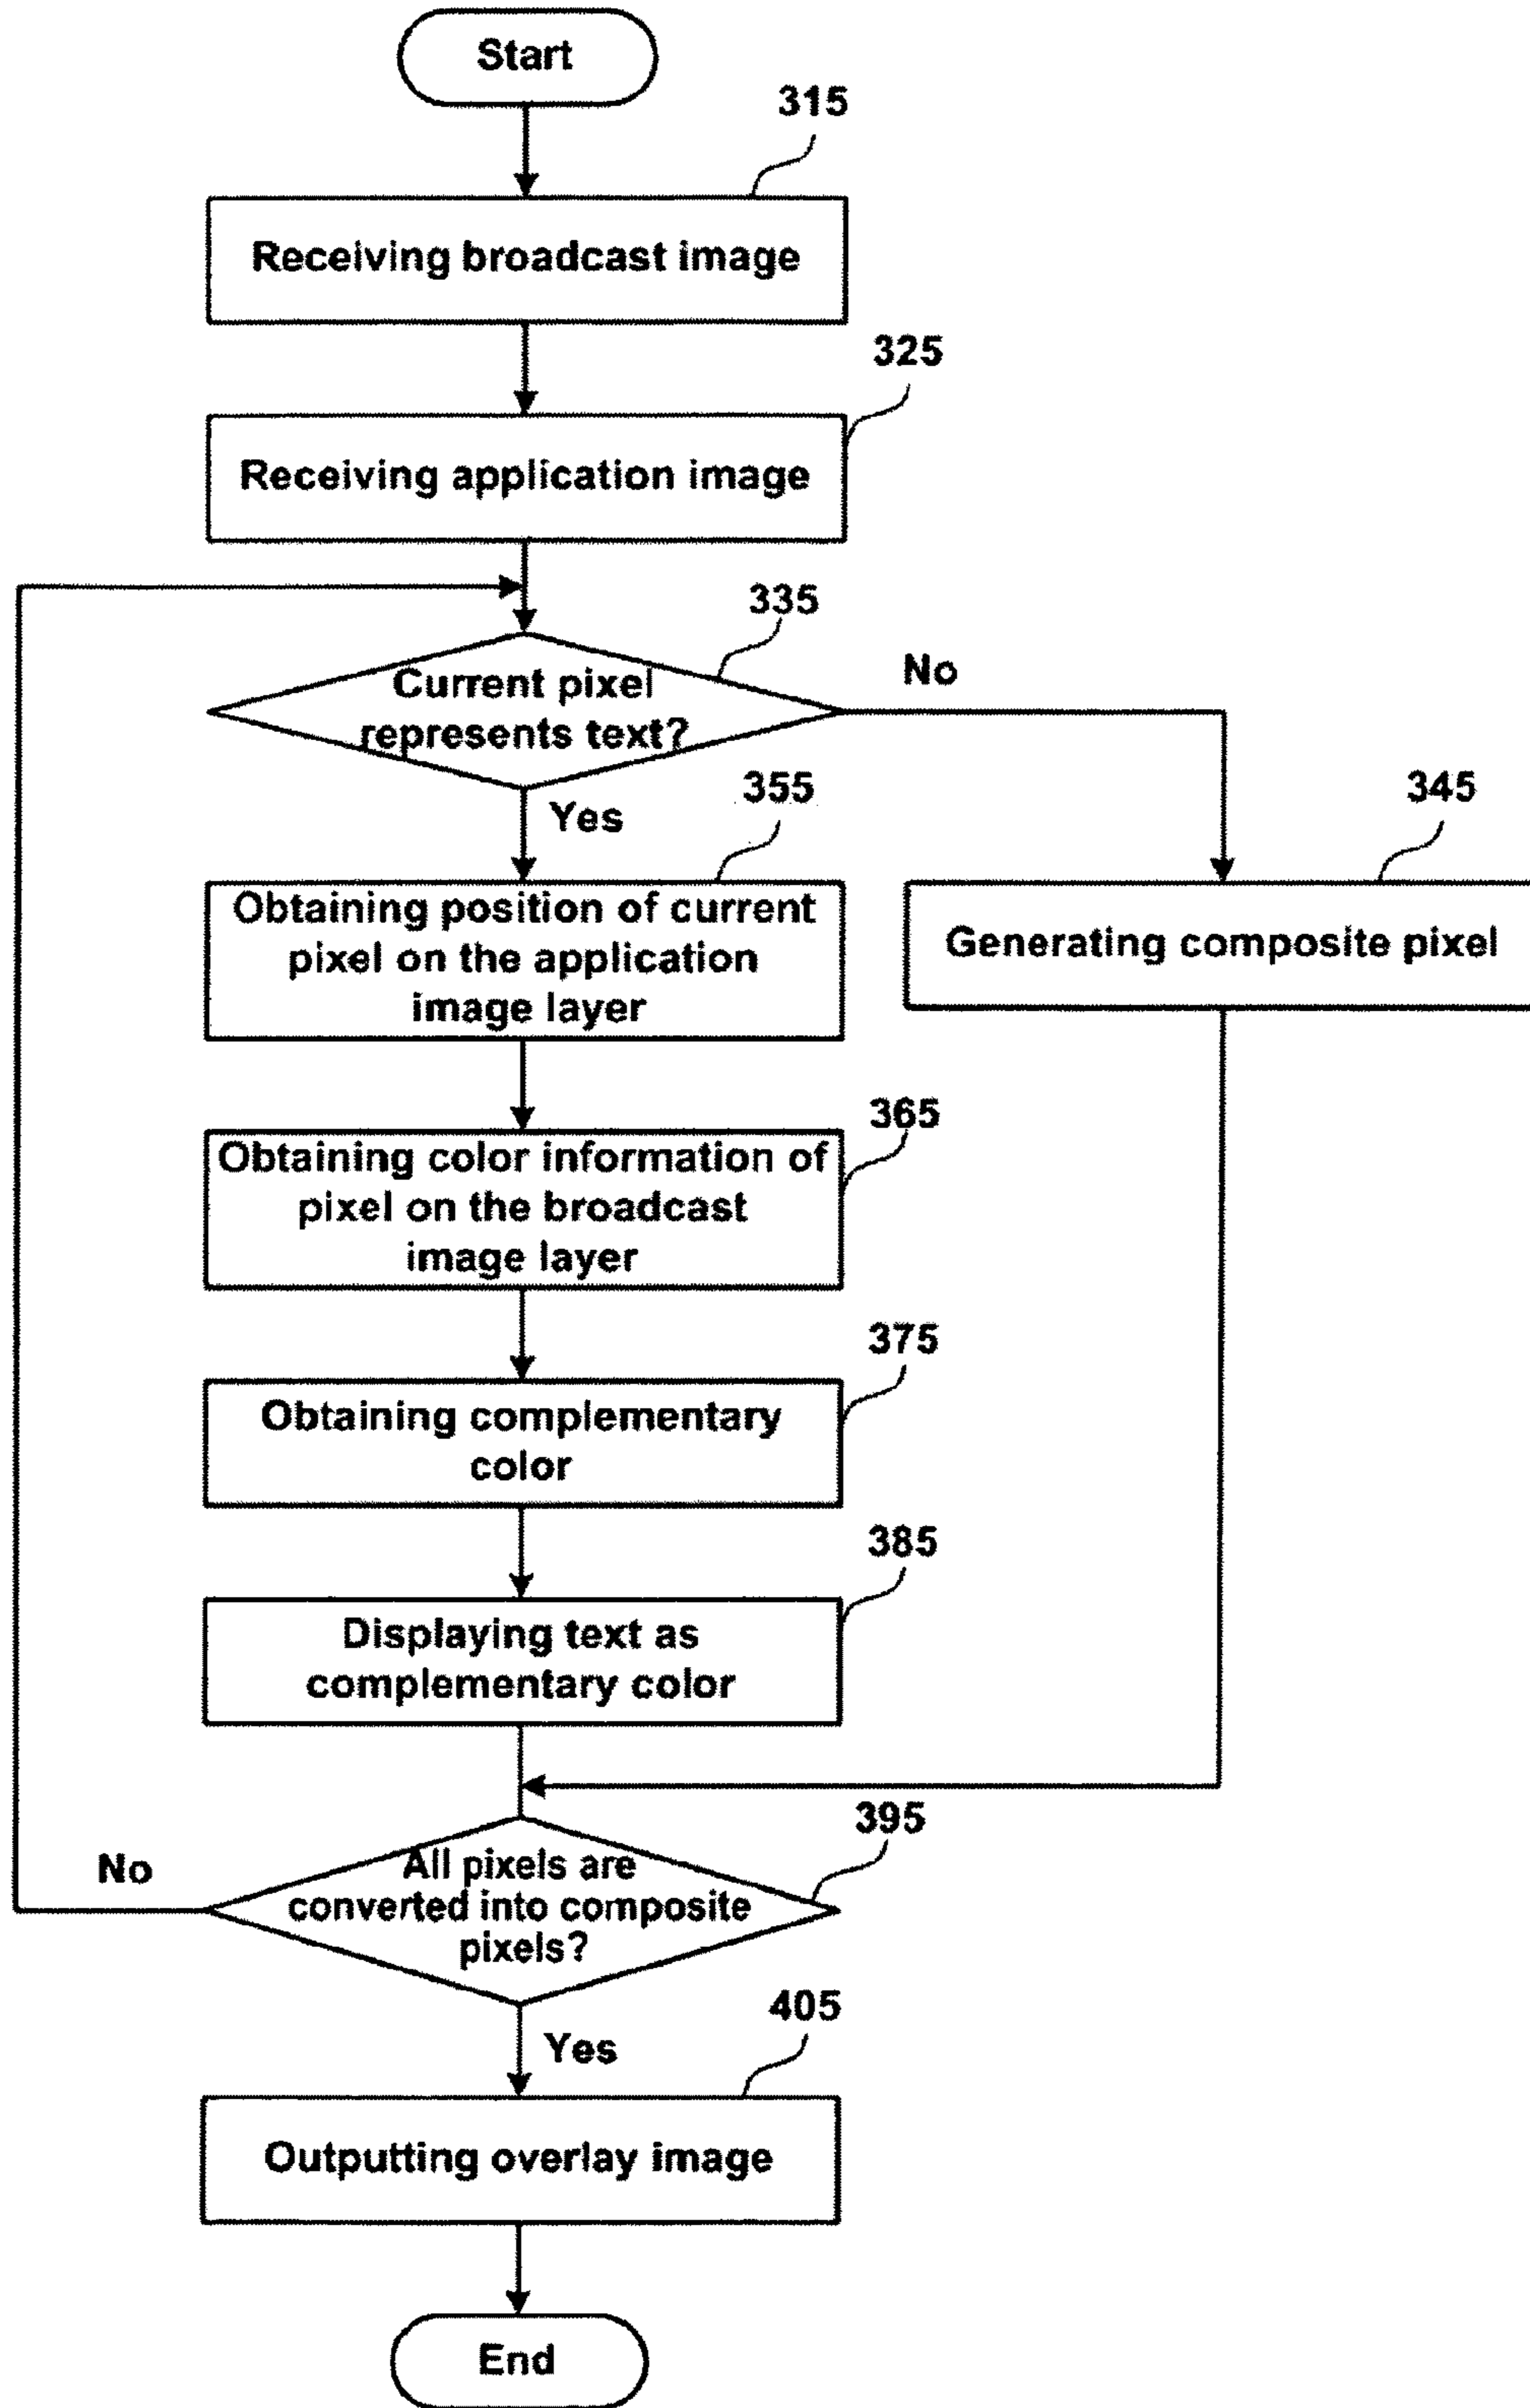 Start
315
Receiving broadcast image
325
Receiving application image
335
Current pixel
represents text?
No
355
Yes
345
Obtaining position of current
pixel on the application
image layer
Generating composite pixel
365
Obtaining color information of
pixel on the broadcast
image layer
375
Obtaining complementary
color
385
Displaying text as
complementary color
395
All pixels are
converted into composite
pixels?
No
405
Yes
Outputting overlay image
End